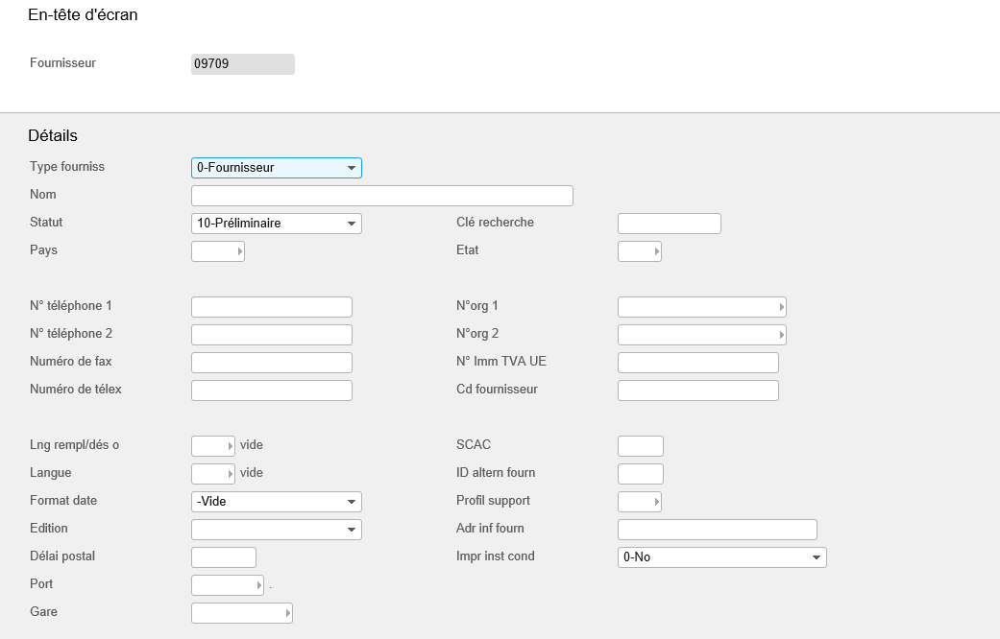 En-tête d'écran
Fournisseur 09709
Détails
Type fourniss 0-Fournisseur
Nom
Statut 10-Préliminaire Clé recherche
Pays Etat
N° téléphone 1 N°org 1
N° téléphone 2 N°org 2
Numéro de fax N° Imm TVA UE
Numéro de télex Cd fournisseur
Lng rempl/dés o vide SCAC
Langue vide ID altern fourn
Format date -Vide Profil support
Edition Adr inf fourn
Délai postal Impr inst cond 0-No
Port .
Gare